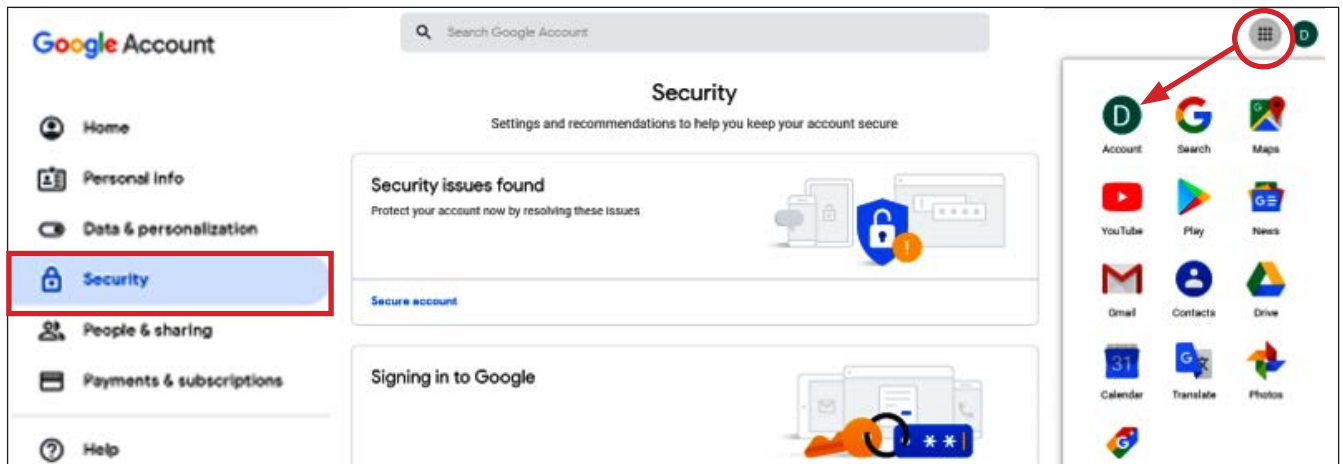 Google Account
Search Google Account
D
Home
Personal info
Data & personalization
Security
People & sharing
Payments & subscriptions
Help
Security
Settings and recommendations to help you keep your account secure
Security issues found
Protect your account now by resolving these issues
Secure account
Signing in to Google
**
D
Account
Search
Maps
YouTube
Play
News
Gmail
Contacts
Drive
31
Calendar
Translate
Photos